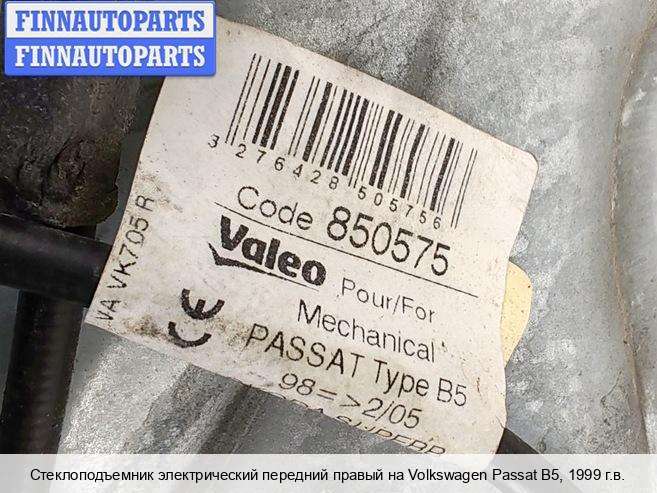 FINNAUTOPARTS
FINNAUTOPARTS
3 276428 505756
Code 850575
Valeo
Pour/For
Mechanical
PASSAT Type B5
98=>2/05
VA VK705 R
CE
Стеклоподъемник электрический передний правый на Volkswagen Passat B5, 1999 г.в.